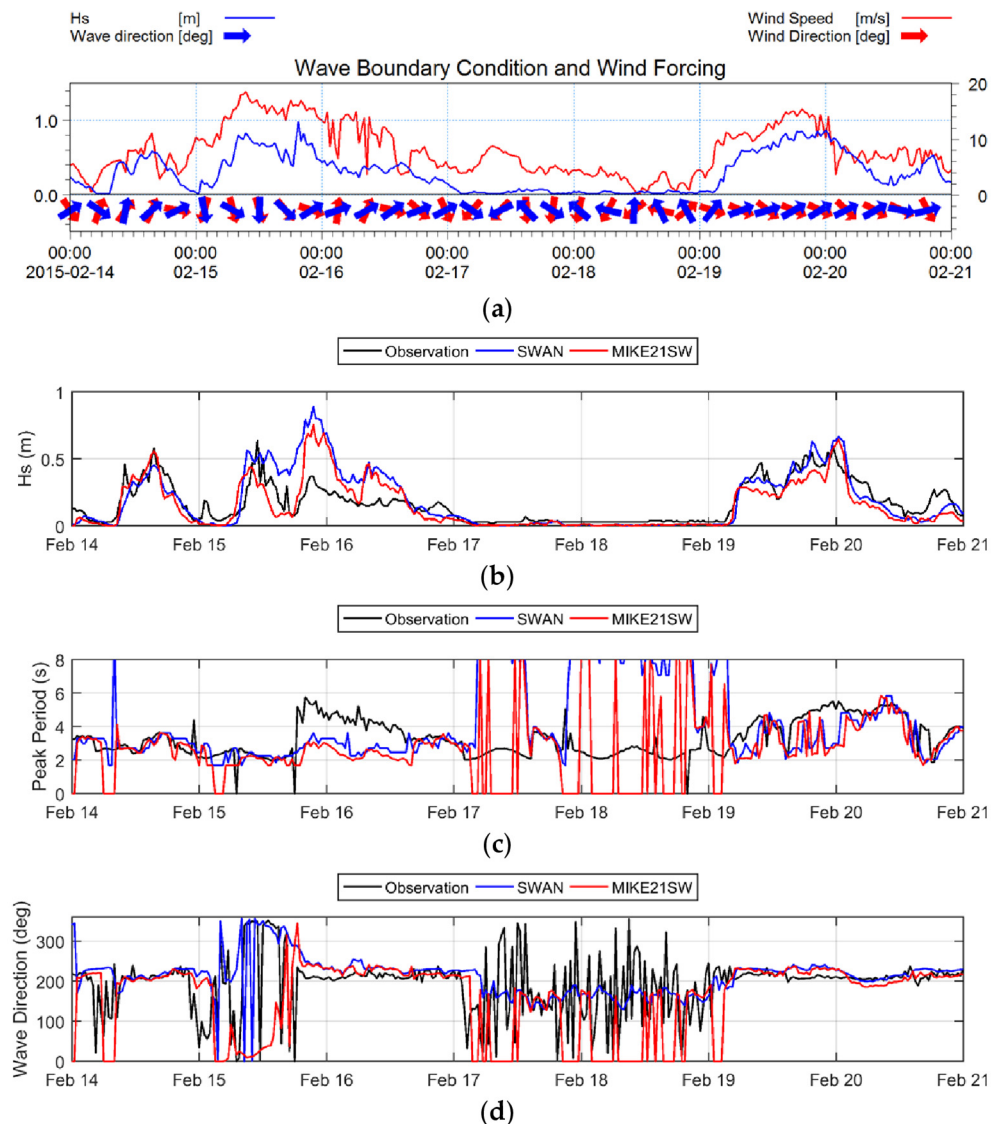 Hs [m] Wind Speed [m/s]
Wave direction [deg] Wind Direction [deg]
Wave Boundary Condition and Wind Forcing
20
1.0
10
0.0 0
00:00 00:00 00:00 00:00 00:00 00:00 00:00 00:00
2015-02-14 02-15 02-16 02-17 02-18 02-19 02-20 02-21
(a)
Observation SWAN MIKE21SW
Hs (m)
1
0.5
0
Feb 14 Feb 15 Feb 16 Feb 17 Feb 18 Feb 19 Feb 20 Feb 21
(b)
Observation SWAN MIKE21SW
Peak Period (s)
8
6
4
2
0
Feb 14 Feb 15 Feb 16 Feb 17 Feb 18 Feb 19 Feb 20 Feb 21
(c)
Observation SWAN MIKE21SW
Wave Direction (deg)
300
200
100
0
Feb 14 Feb 15 Feb 16 Feb 17 Feb 18 Feb 19 Feb 20 Feb 21
(d)